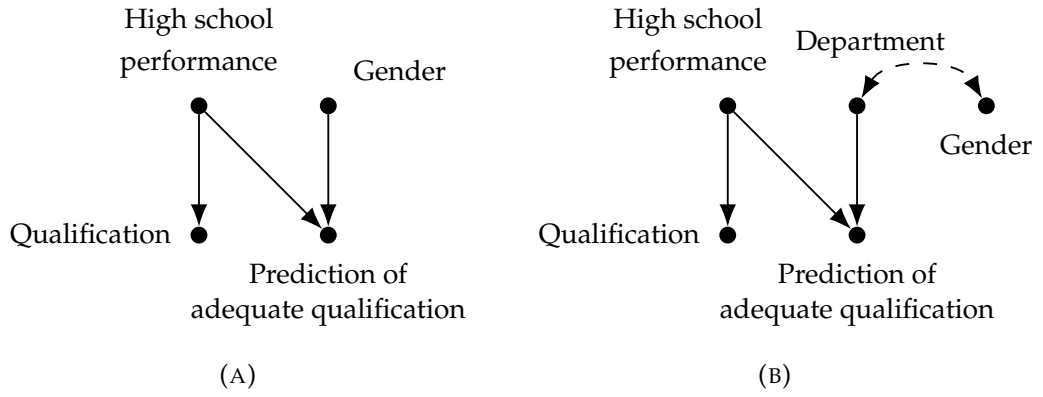 High school
performance
Gender
Qualification
Prediction of
adequate qualification
(A)
High school
performance
Department
Gender
Qualification
Prediction of
adequate qualification
(B)